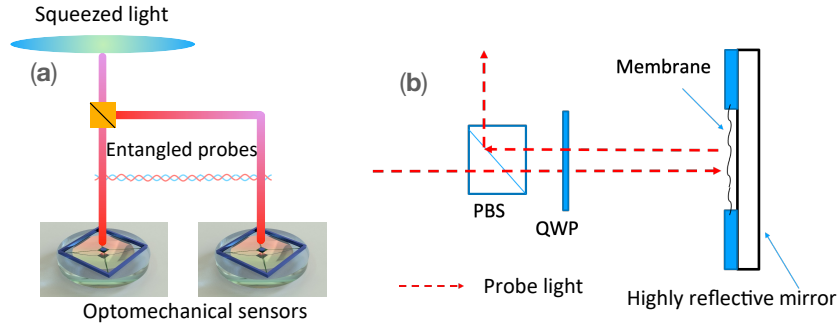 Squeezed light
(a)
Entangled probes
Optomechanical sensors
(b)
Membrane
PBS
QWP
Probe light
Highly reflective mirror